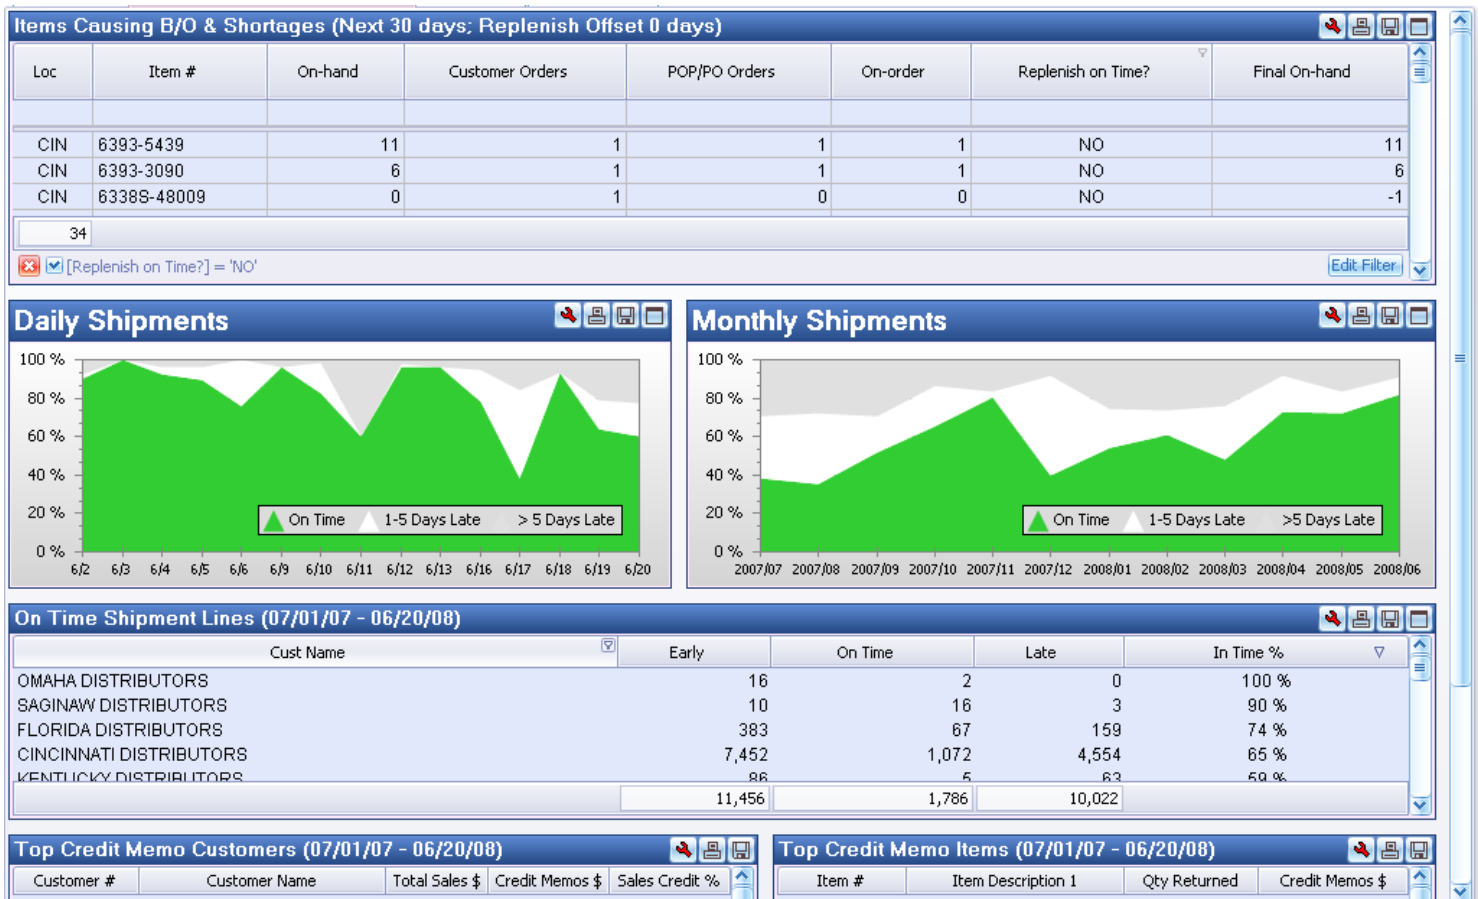 Items Causing B/O & Shortages (Next 30 days; Replenish Offset 0 days)
Loc Item # On-hand Customer Orders POP/PO Orders On-order Replenish on Time? Final On-hand
CIN 6393-5439 11 1 1 1 NO 11
CIN 6393-3090 6 1 1 1 NO 6
CIN 6338S-48009 0 1 0 0 NO -1
34
[Replenish on Time?] = 'NO' Edit Filter
Daily Shipments
100 %
80 %
60 %
40 %
20 %
0 %
On Time 1-5 Days Late > 5 Days Late
6/2 6/3 6/4 6/5 6/6 6/9 6/10 6/11 6/12 6/13 6/16 6/17 6/18 6/19 6/20
Monthly Shipments
100 %
80 %
60 %
40 %
20 %
0 %
On Time 1-5 Days Late >5 Days Late
2007/07 2007/08 2007/09 2007/10 2007/11 2007/12 2008/01 2008/02 2008/03 2008/04 2008/05 2008/06
On Time Shipment Lines (07/01/07 - 06/20/08)
Cust Name Early On Time Late In Time %
OMAHA DISTRIBUTORS 16 2 0 100 %
SAGINAW DISTRIBUTORS 10 16 3 90 %
FLORIDA DISTRIBUTORS 383 67 159 74 %
CINCINNATI DISTRIBUTORS 7,452 1,072 4,554 65 %
KENTUCKY DISTRIBUTORS 86 5 63 59 %
11,456 1,786 10,022
Top Credit Memo Customers (07/01/07 - 06/20/08)
Customer # Customer Name Total Sales $ Credit Memos $ Sales Credit %
Top Credit Memo Items (07/01/07 - 06/20/08)
Item # Item Description 1 Qty Returned Credit Memos $